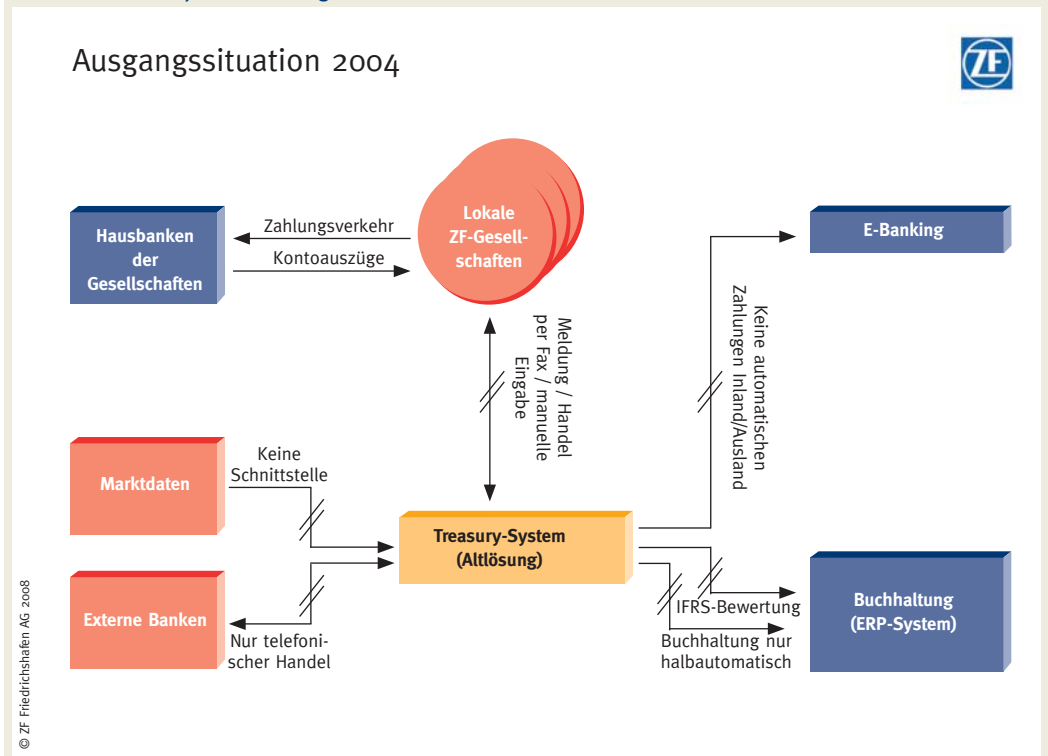 Ausgangssituation 2004
ZF
Hausbanken
der
Gesellschaften
Zahlungsverkehr
Kontoauszüge
Lokale
ZF-Gesell-
schaften
E-Banking
Meldung / Handel
per Fax / manuelle
Eingabe
Keine automatischen
Zahlungen Inland/Ausland
Marktdaten
Keine
Schnittstelle
Treasury-System
(Altlösung)
Externe Banken
Nur telefoni-
scher Handel
IFRS-Bewertung
Buchhaltung nur
halbautomatisch
Buchhaltung
(ERP-System)
© ZF Friedrichshafen AG 2008